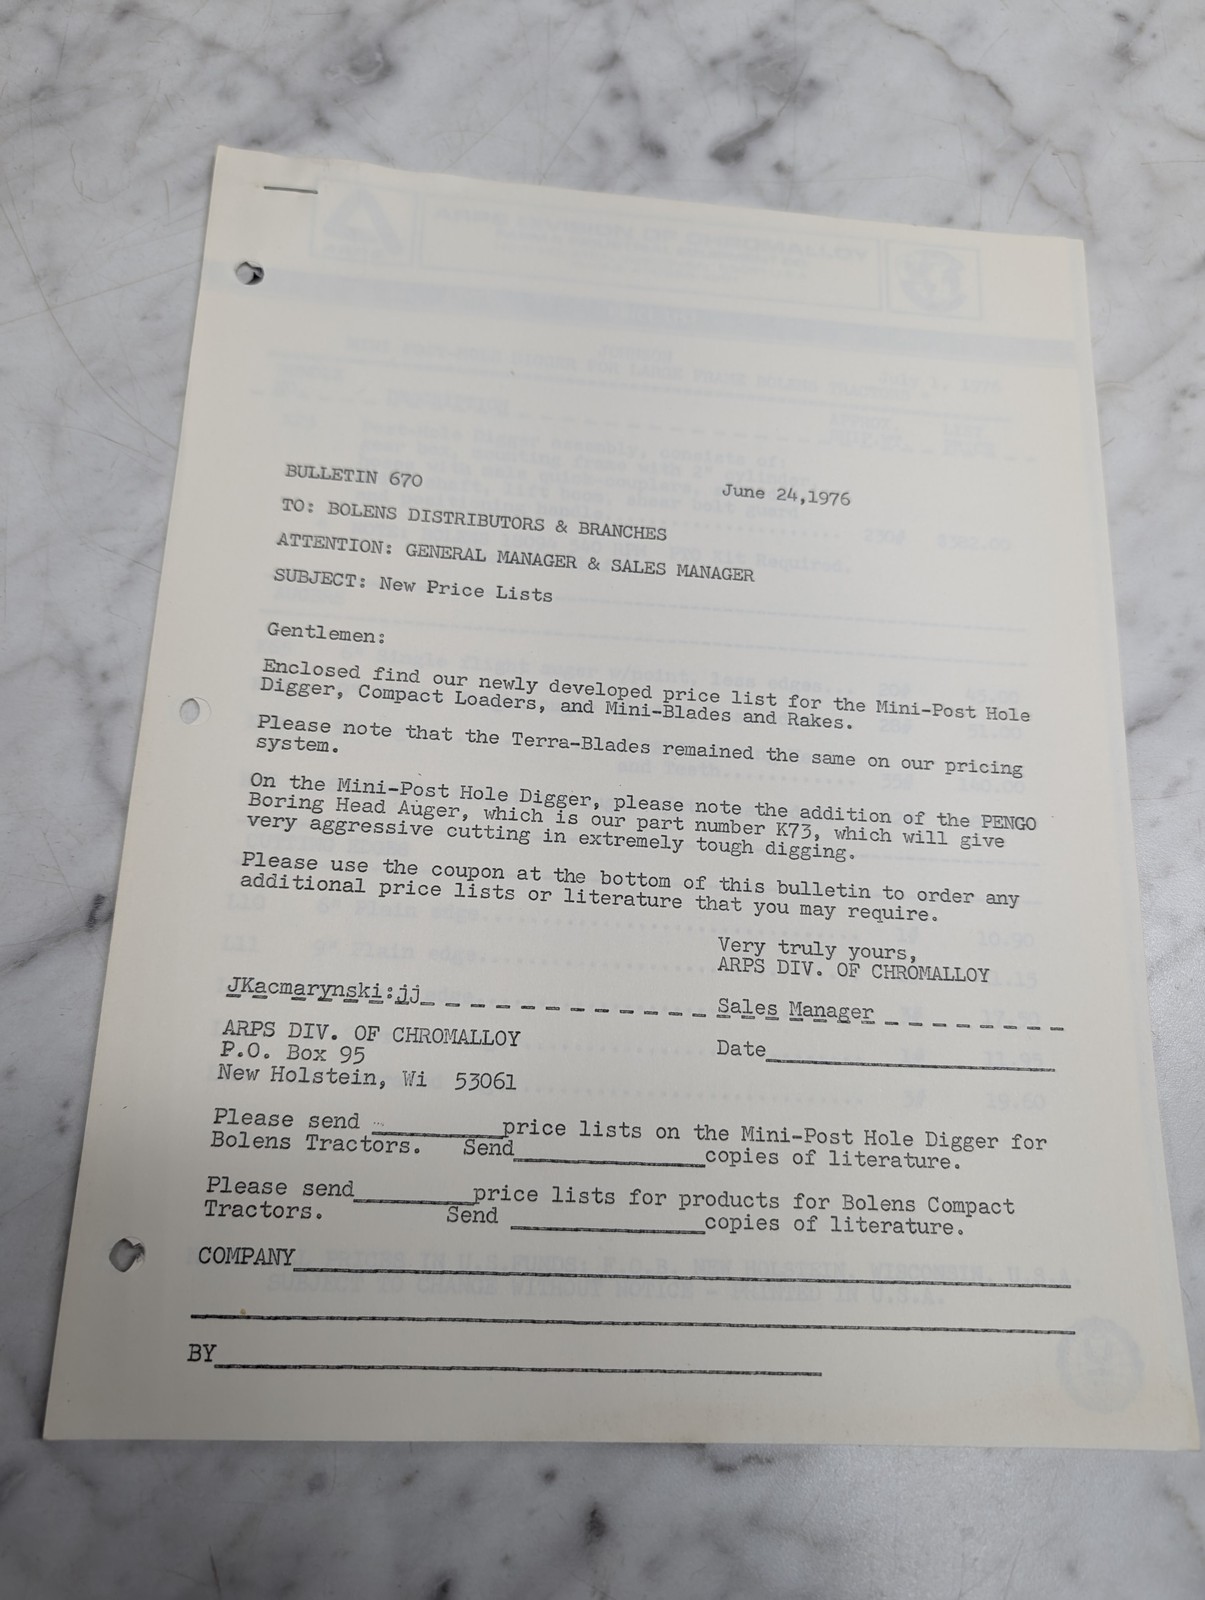 BULLETIN 670 June 24,1976
TO: BOLENS DISTRIBUTORS & BRANCHES
ATTENTION: GENERAL MANAGER & SALES MANAGER
SUBJECT: New Price Lists
Gentlemen:
Enclosed find our newly developed price list for the Mini-Post Hole
Digger, Compact Loaders, and Mini-Blades and Rakes.
Please note that the Terra-Blades remained the same on our pricing
system.
On the Mini-Post Hole Digger, please note the addition of the PENGO
Boring Head Auger, which is our part number K73, which will give
very aggressive cutting in extremely tough digging.
Please use the coupon at the bottom of this bulletin to order any
additional price lists or literature that you may require.
Very truly yours,
ARPS DIV. OF CHROMALLOY
JKacmarynski:jj Sales Manager
ARPS DIV. OF CHROMALLOY
P.O. Box 95 Date
New Holstein, Wi 53061
Please send price lists on the Mini-Post Hole Digger for
Bolens Tractors. Send copies of literature.
Please send price lists for products for Bolens Compact
Tractors. Send copies of literature.
COMPANY
BY